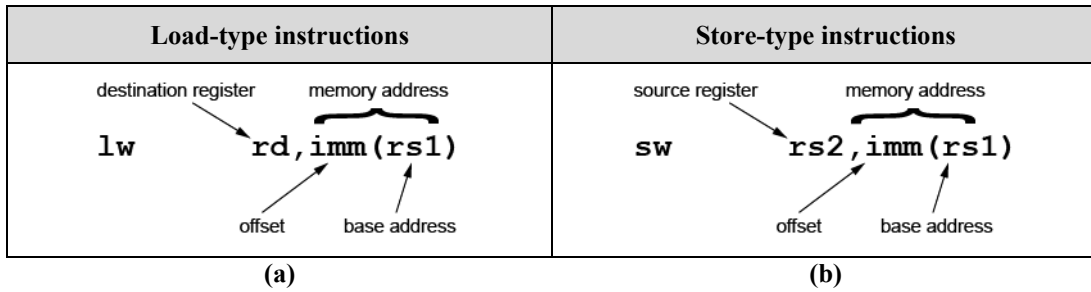 Load-type instructions
Store-type instructions
destination register
memory address
lw rd,imm(rs1)
offset
base address
source register
memory address
sw rs2,imm(rs1)
offset
base address
(a)
(b)